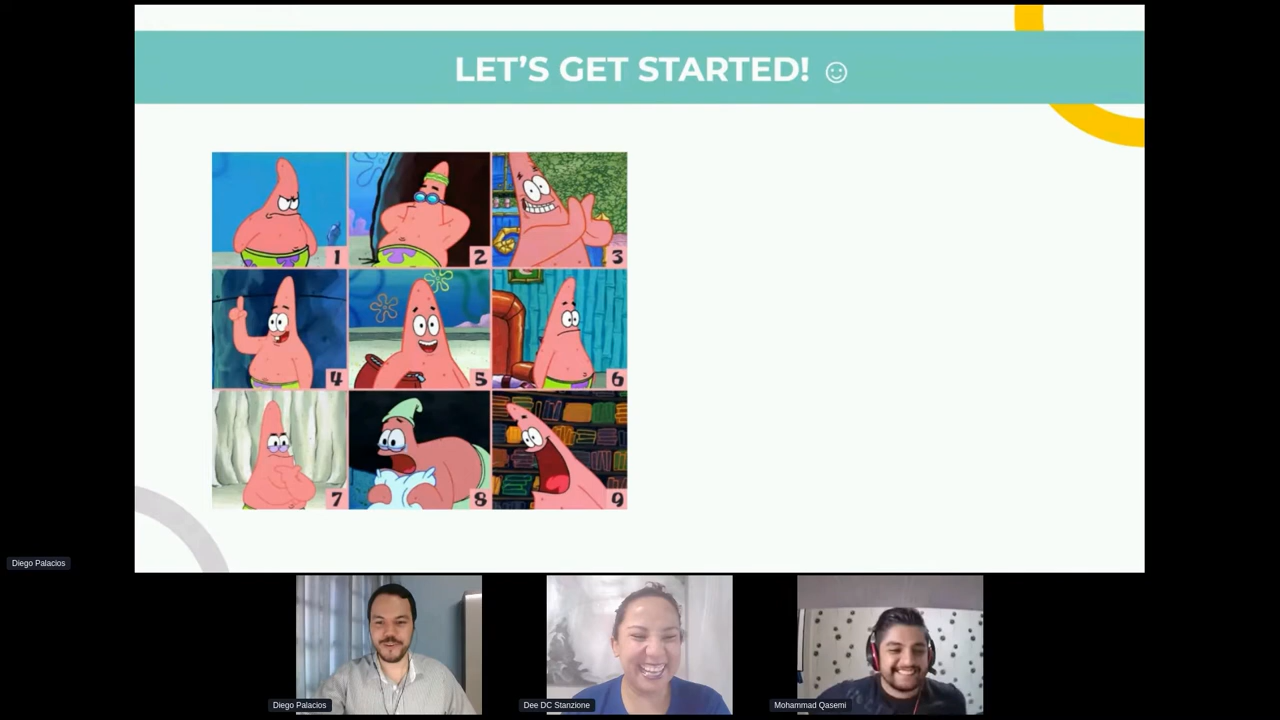 LET'S GET STARTED! ☺
1
2
3
4
5
6
7
8
9
Diego Palacios
Diego Palacios
Dee DC Stanzione
Mohammad Qasemi